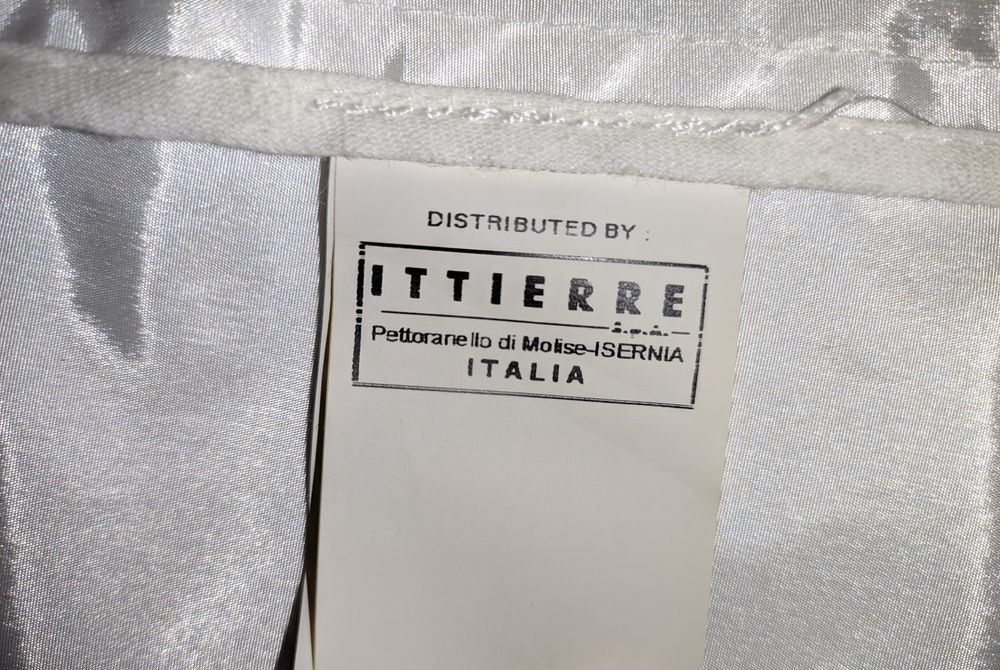 DISTRIBUTED BY :
ITTIERRE
S.p.A.
Pettoranello di Molise-ISERNIA
ITALIA